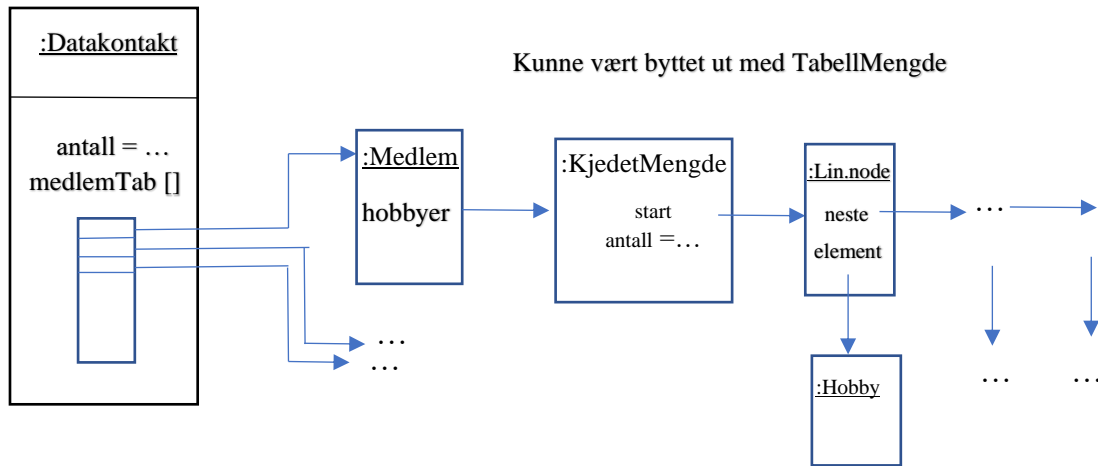 :Datakontakt
Kunne vært byttet ut med TabellMengde
antall = …
medlemTab []
:Medlem
hobbyer
:KjedetMengde
start
antall =…
:Lin.node
neste
element
…
…
…
:Hobby
…
…